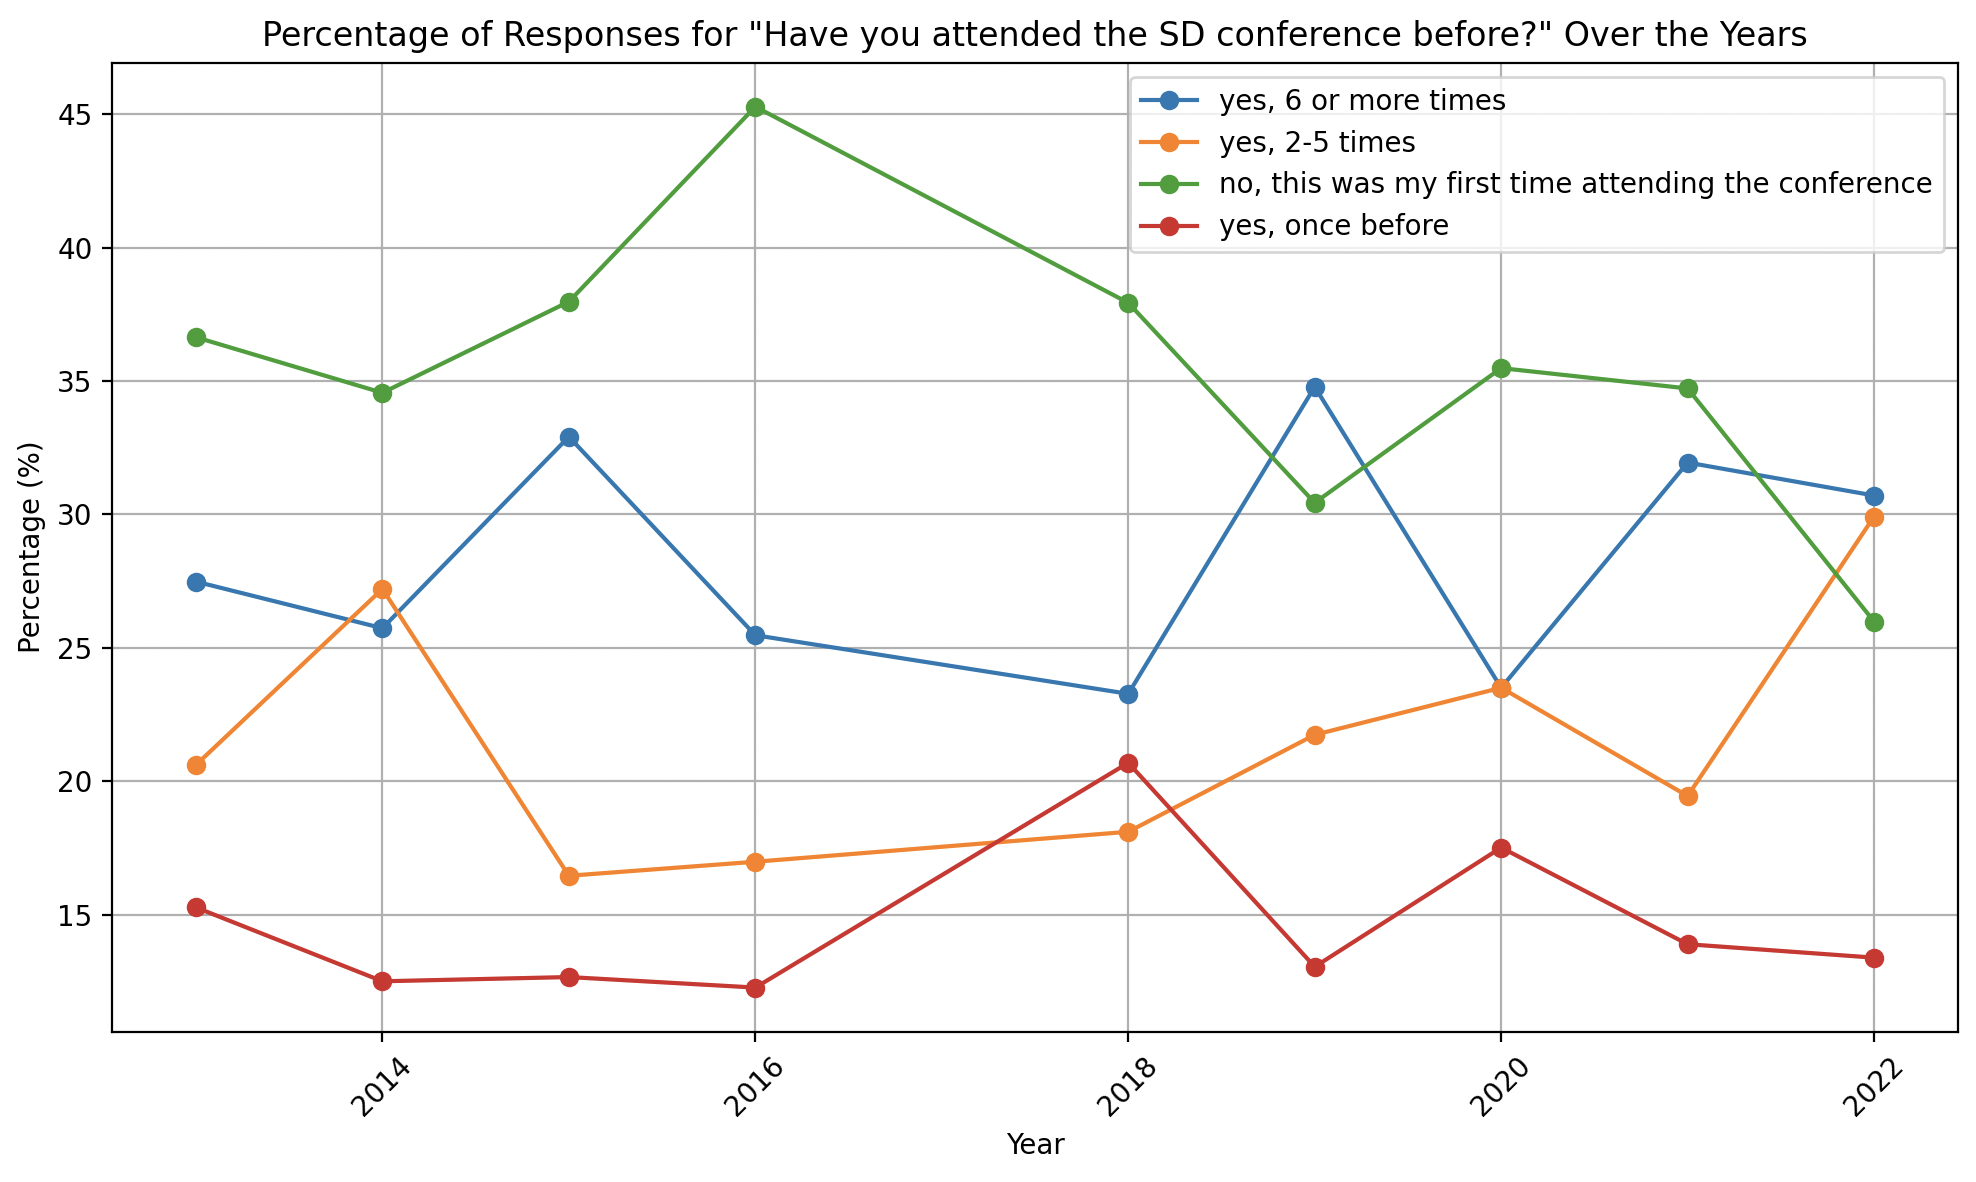 Percentage of Responses for "Have you attended the SD conference before?" Over the Years
yes, 6 or more times
yes, 2-5 times
no, this was my first time attending the conference
yes, once before
Percentage (%)
45
40
35
30
25
20
15
2014
2016
2018
2020
2022
Year